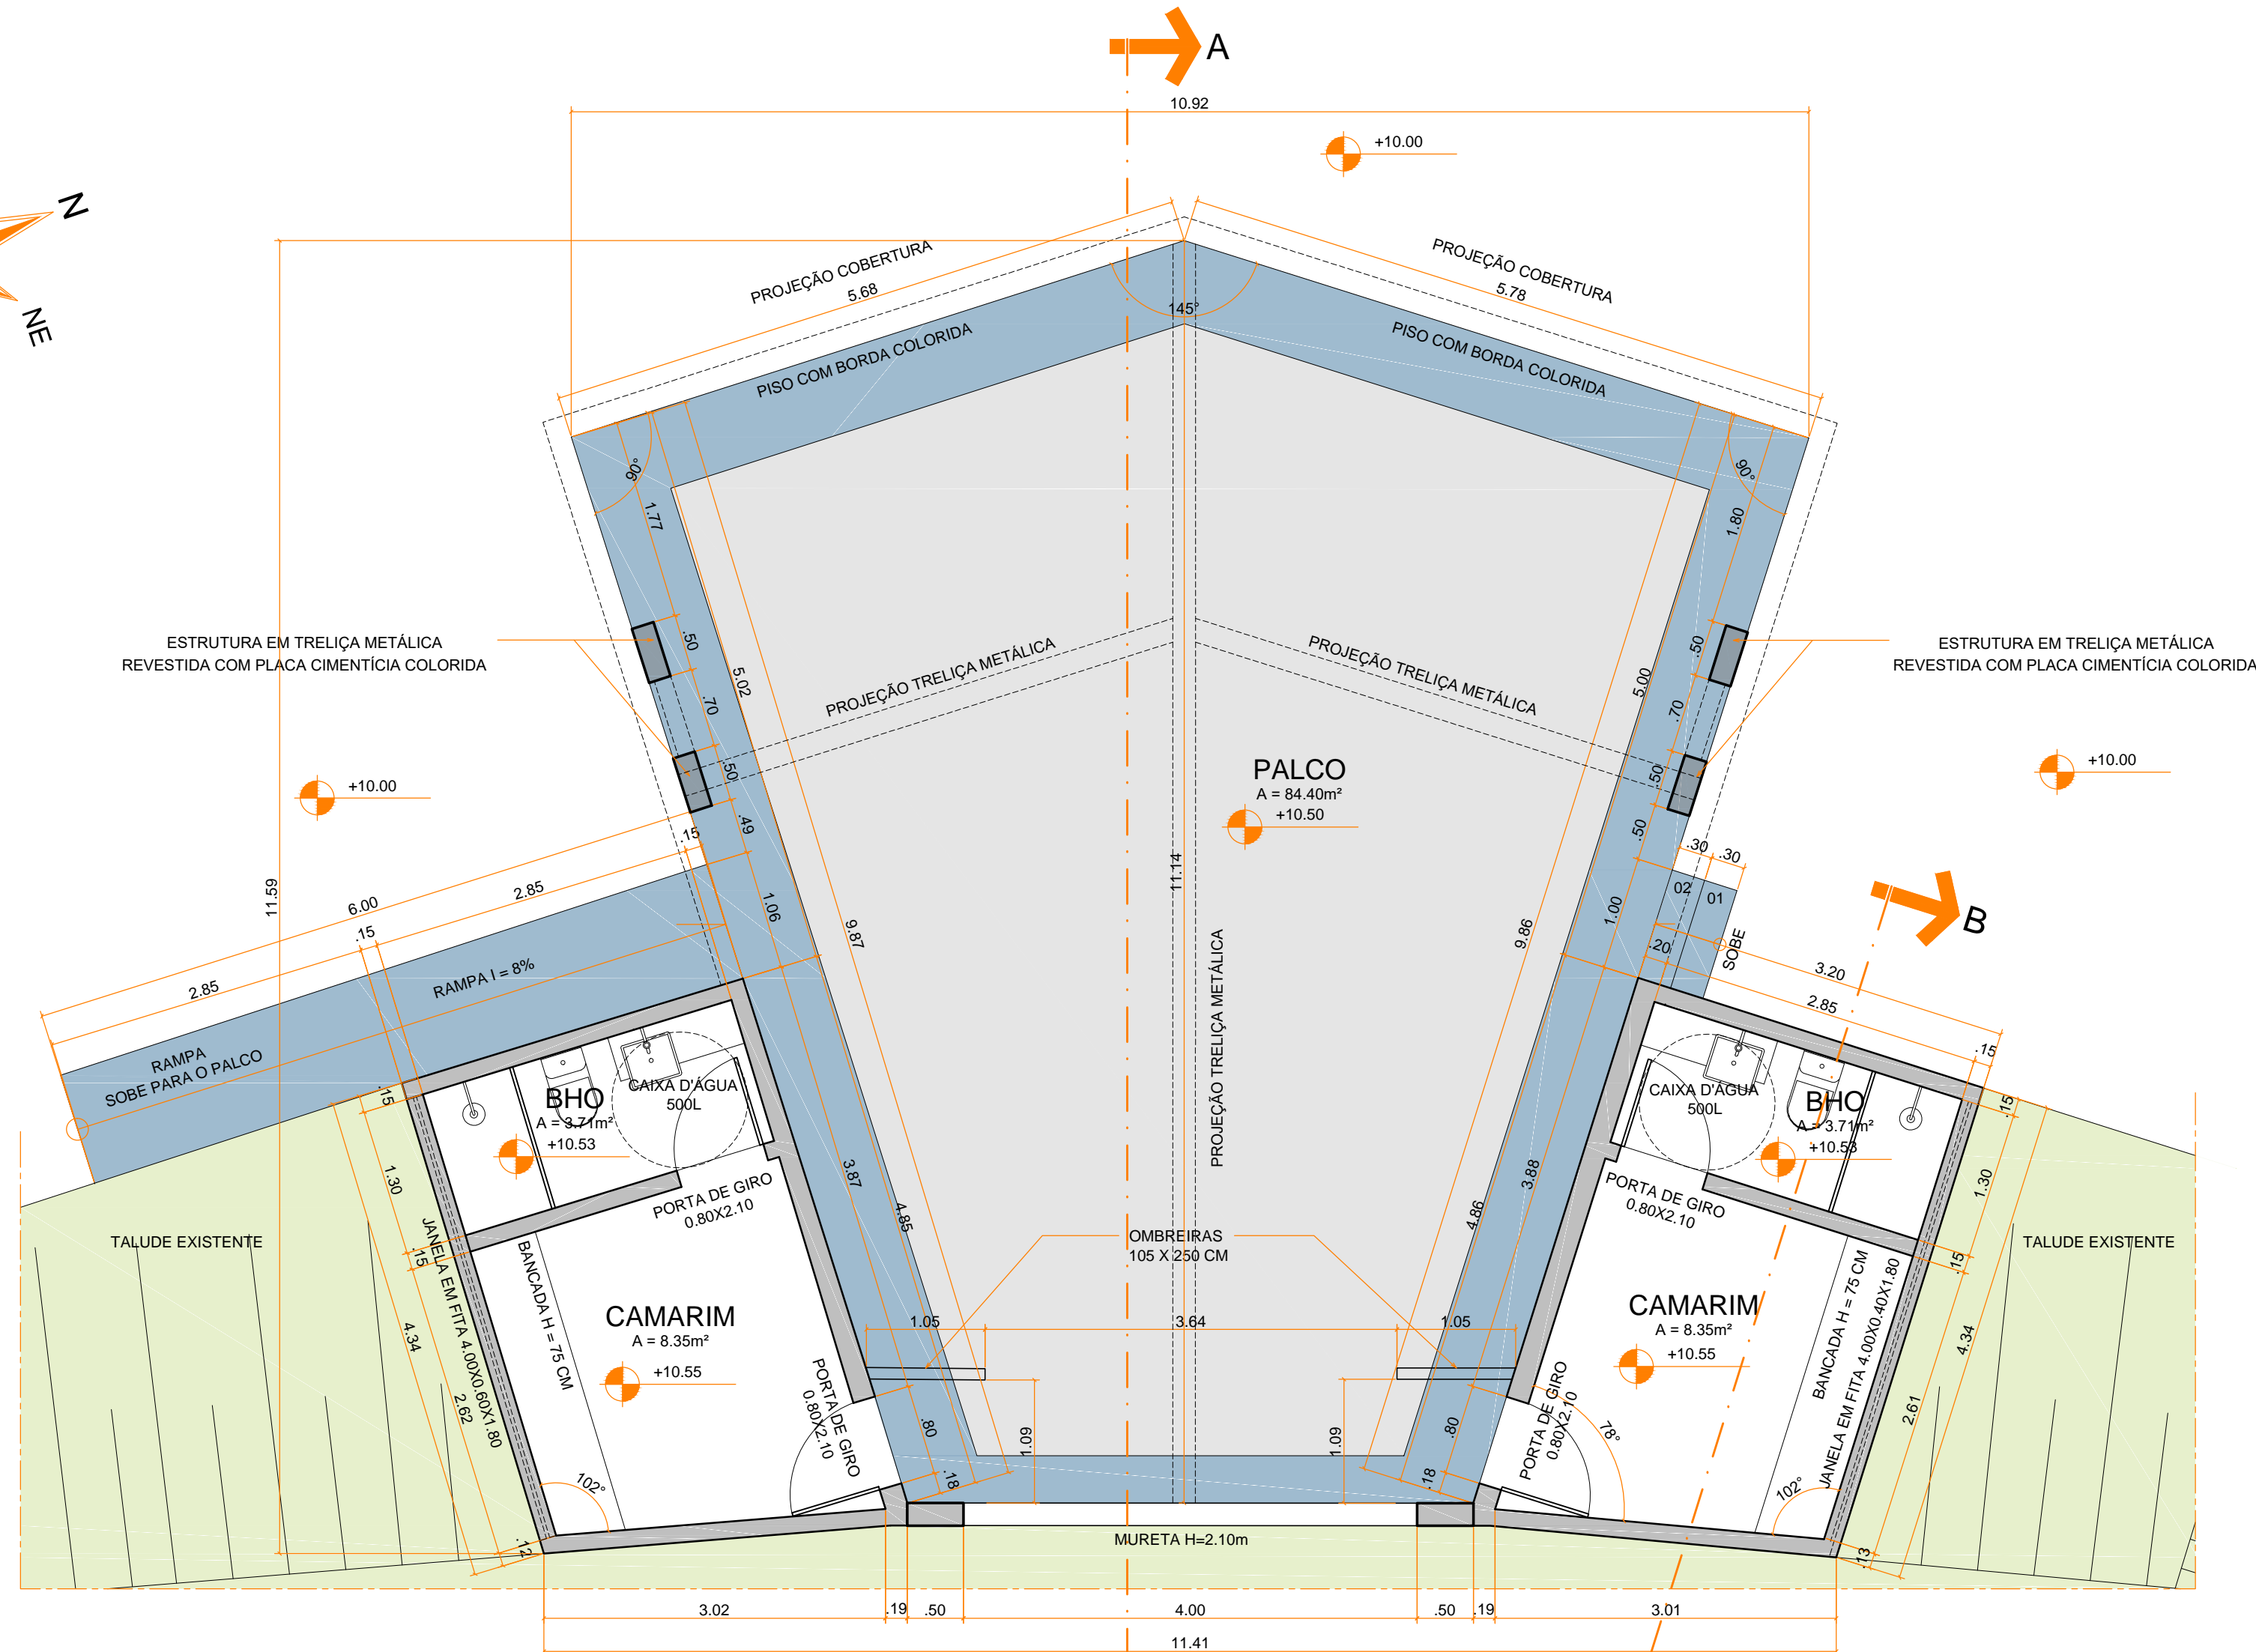 A
10.92
+10.00
N
NE
PROJEÇÃO COBERTURA
5.68
PROJEÇÃO COBERTURA
5.78
145°
PISO COM BORDA COLORIDA
PISO COM BORDA COLORIDA
90°
90°
1.77
1.80
ESTRUTURA EM TRELIÇA METÁLICA
REVESTIDA COM PLACA CIMENTÍCIA COLORIDA
ESTRUTURA EM TRELIÇA METÁLICA
REVESTIDA COM PLACA CIMENTÍCIA COLORIDA
.50
.50
5.02
5.00
PROJEÇÃO TRELIÇA METÁLICA
PROJEÇÃO TRELIÇA METÁLICA
.70
.70
PALCO
A = 84.40m²
+10.50
+10.00
+10.00
.50
.50
.49
.50
.15
.30
.30
11.59
11.14
6.00
2.85
1.06
1.00
02
01
B
.15
9.87
9.86
.20
SOBE
3.20
2.85
RAMPA I = 8%
2.85
PROJEÇÃO TRELIÇA METÁLICA
RAMPA
SOBE PARA O PALCO
.15
.15
.15
BHO
A = 3.71m²
+10.53
CAIXA D'ÁGUA
500L
CAIXA D'ÁGUA
500L
BHO
A = 3.71m²
+10.53
1.30
1.30
3.87
3.88
4.85
4.86
PORTA DE GIRO
0.80X2.10
PORTA DE GIRO
0.80X2.10
TALUDE EXISTENTE
TALUDE EXISTENTE
.15
.15
OMBREIRAS
105 X 250 CM
JANELA EM FITA 4.00X0.60X1.80
BANCADA H = 75 CM
BANCADA H = 75 CM
JANELA EM FITA 4.00X0.40X1.80
CAMARIM
A = 8.35m²
+10.55
CAMARIM
A = 8.35m²
+10.55
1.05
3.64
1.05
4.34
4.34
2.62
2.61
PORTA DE GIRO
0.80X2.10
PORTA DE GIRO
0.80X2.10
.80
.80
1.09
1.09
78°
.18
.18
102°
102°
.12
.13
MURETA H=2.10m
3.02
.19
.50
4.00
.50
.19
3.01
11.41